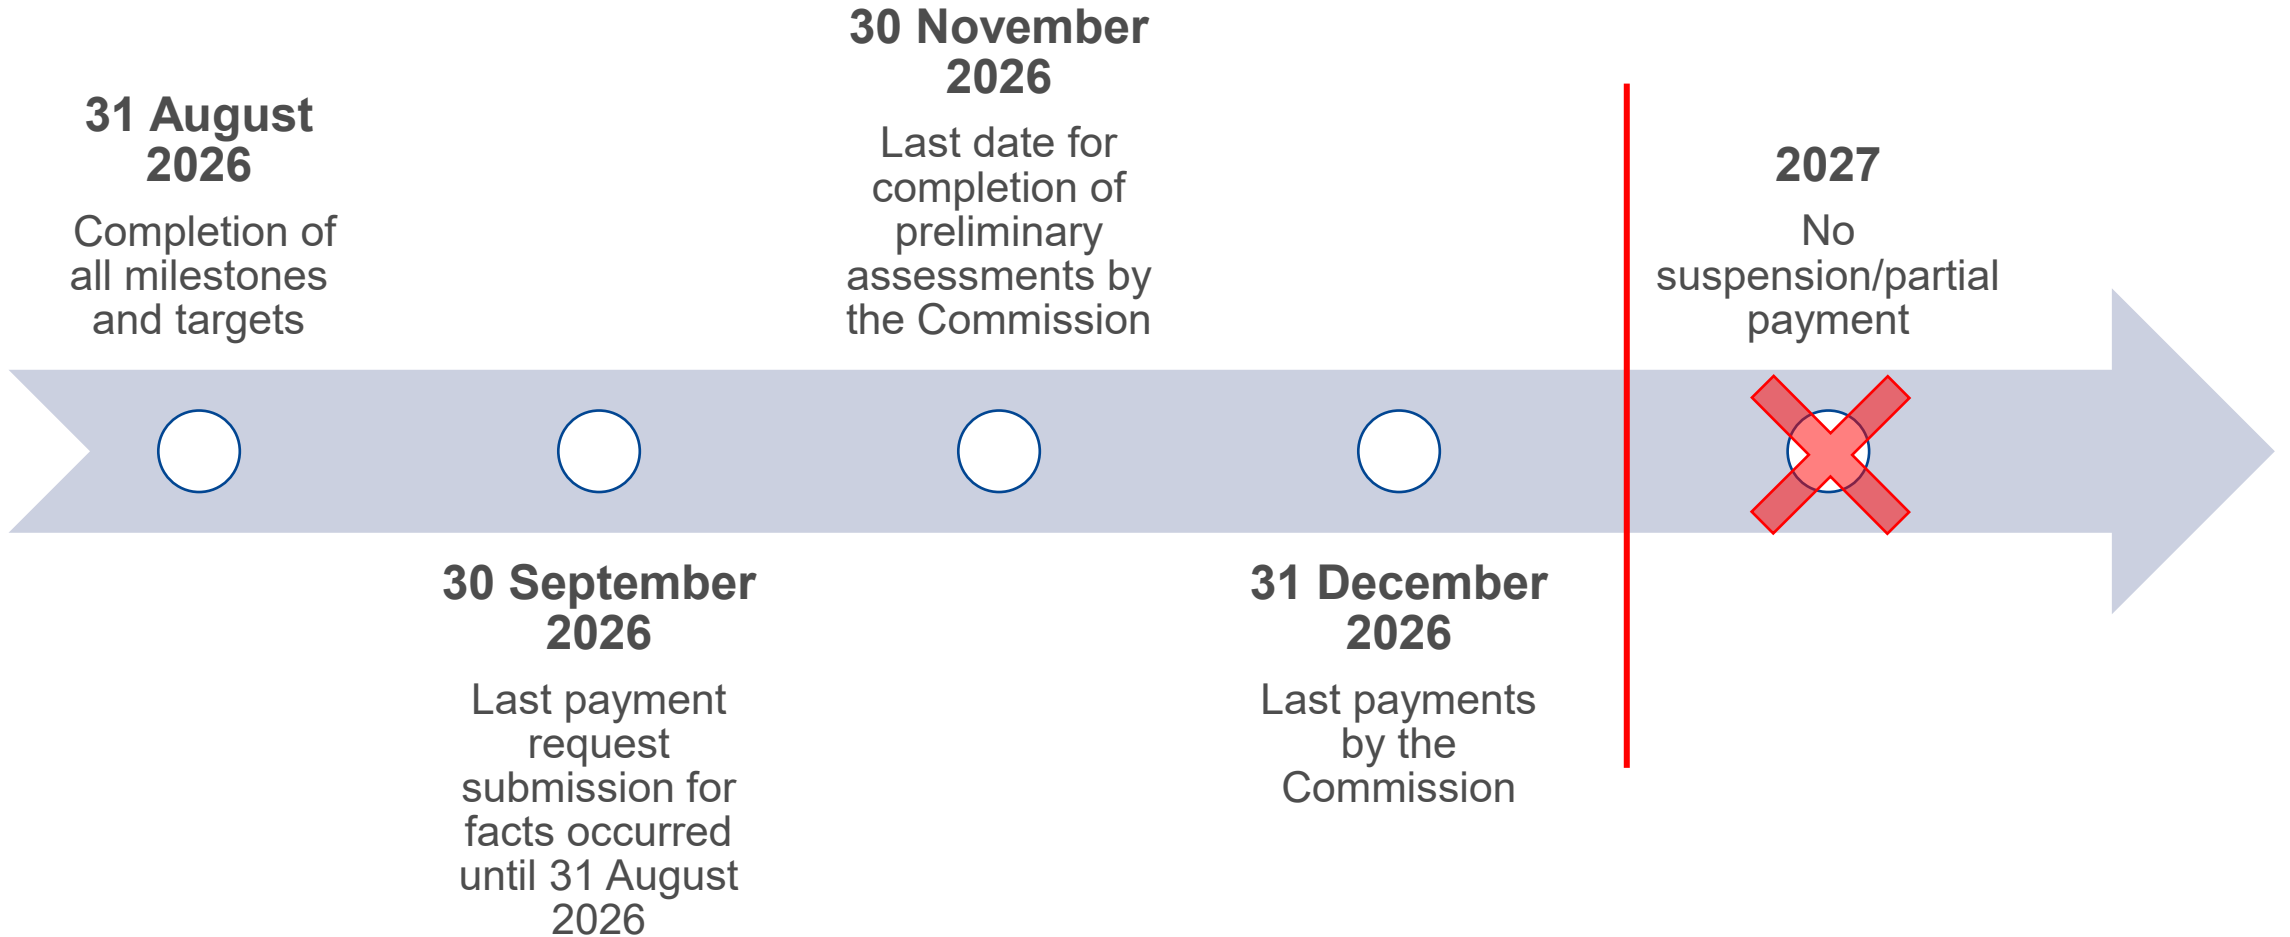 31 August
2026
Completion of
all milestones
and targets
30 September
2026
Last payment
request
submission for
facts occurred
until 31 August
2026
30 November
2026
Last date for
completion of
preliminary
assessments by
the Commission
31 December
2026
Last payments
by the
Commission
2027
No
suspension/partial
payment